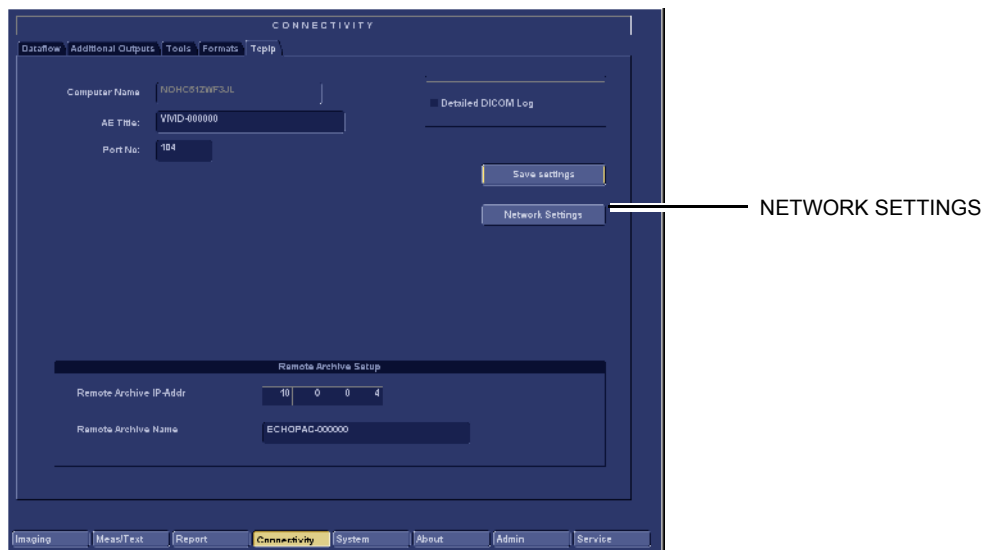 CONNECTIVITY
Dataflow Additional Outputs Tools Formats Tcpip
Computer Name NOHC51ZWF3JL
Detailed DICOM Log
AE Title: VIVID-000000
Port No: 104
Save settings
Network Settings
NETWORK SETTINGS
Remote Archive Setup
Remote Archive IP-Addr 10 0 0 4
Remote Archive Name ECHOPAC-000000
Imaging Meas/Text Report Connectivity System About Admin Service